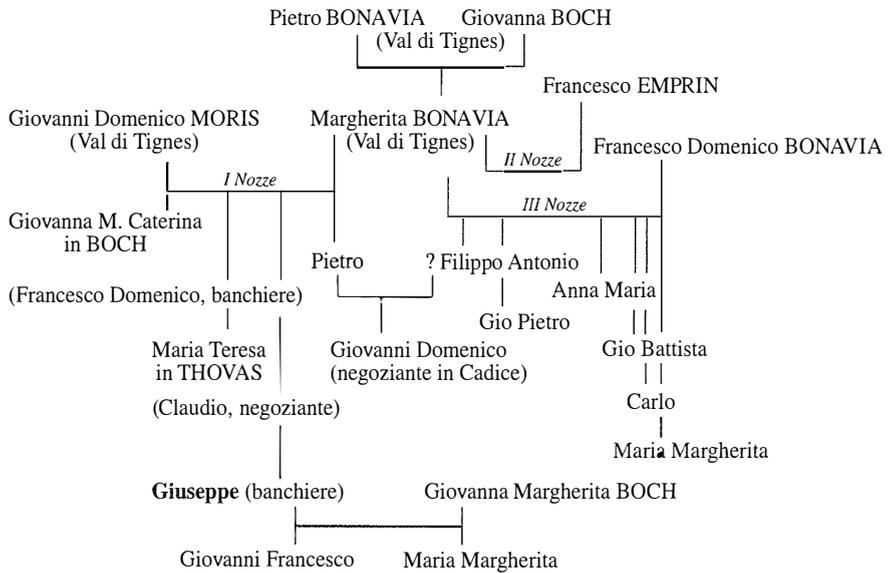 Pietro BONAVIA Giovanna BOCH
(Val di Tignes)
Francesco EMPRIN
Giovanni Domenico MORIS Margherita BONAVIA
(Val di Tignes) (Val di Tignes)
II Nozze Francesco Domenico BONAVIA
I Nozze
III Nozze
Giovanna M. Caterina
in BOCH
Pietro ? Filippo Antonio
(Francesco Domenico, banchiere) Anna Maria
Gio Pietro
Maria Teresa Giovanni Domenico Gio Battista
in THOVAS (negoziante in Cadice)
(Claudio, negoziante) Carlo
Maria Margherita
Giuseppe (banchiere) Giovanna Margherita BOCH
Giovanni Francesco Maria Margherita